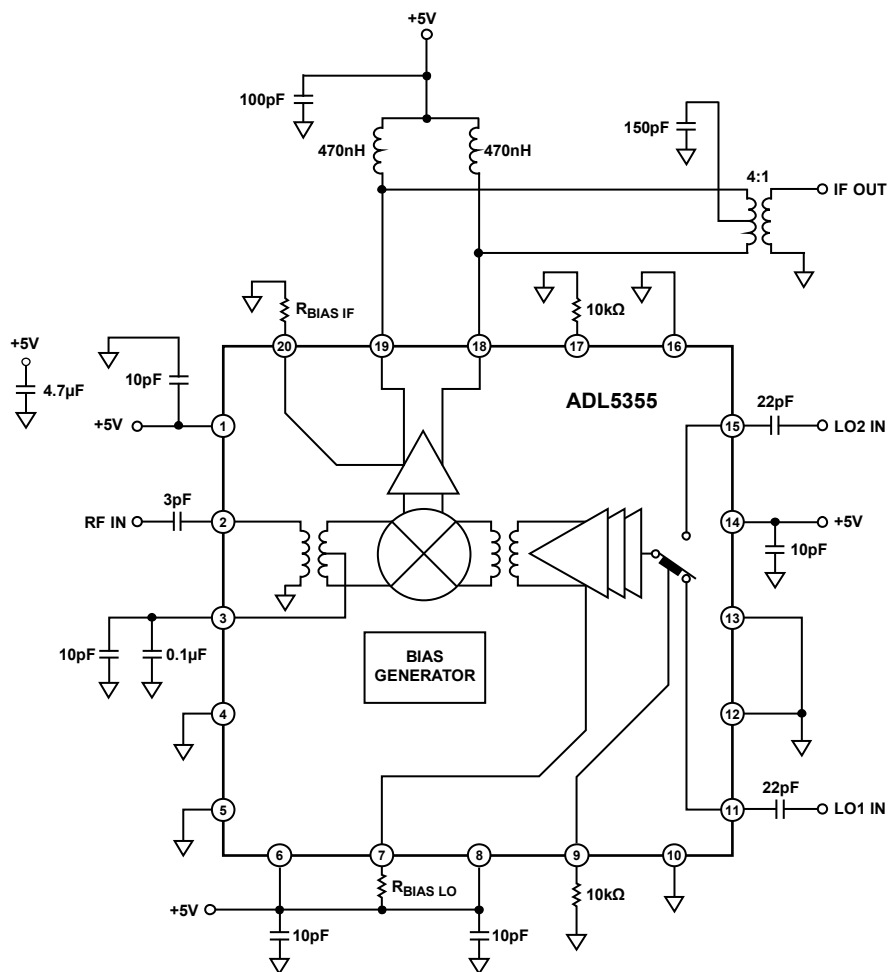 +5V
100pF
150pF
470nH
470nH
4:1
IF OUT
R BIAS IF
10kΩ
20
19
18
17
16
+5V
4.7µF
10pF
ADL5355
+5V
1
22pF
15
LO2 IN
3pF
RF IN
2
14
+5V
10pF
3
13
10pF
0.1µF
BIAS
GENERATOR
4
12
5
22pF
11
LO1 IN
6
7
8
9
10
R BIAS LO
10kΩ
+5V
10pF
10pF